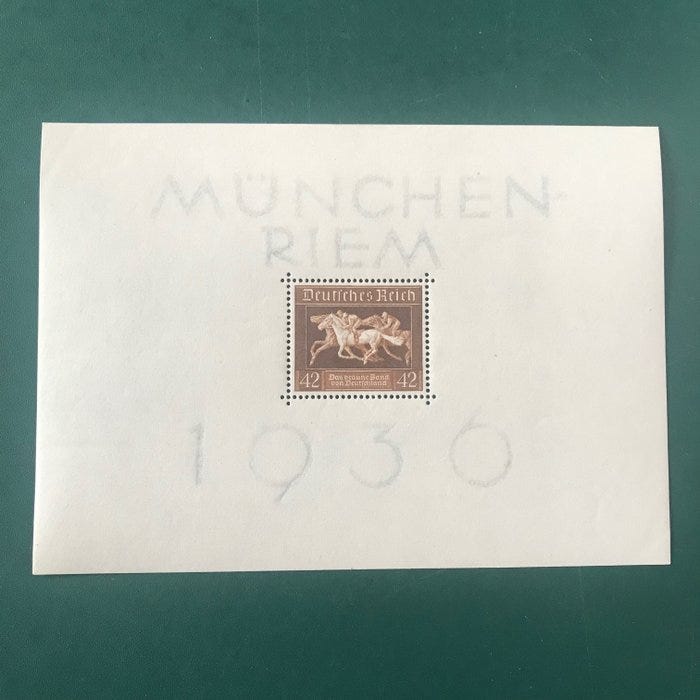 MÜNCHEN-
RIEM
Deutsches Reich
42 Das braune Band 42
von Deutschland
1936